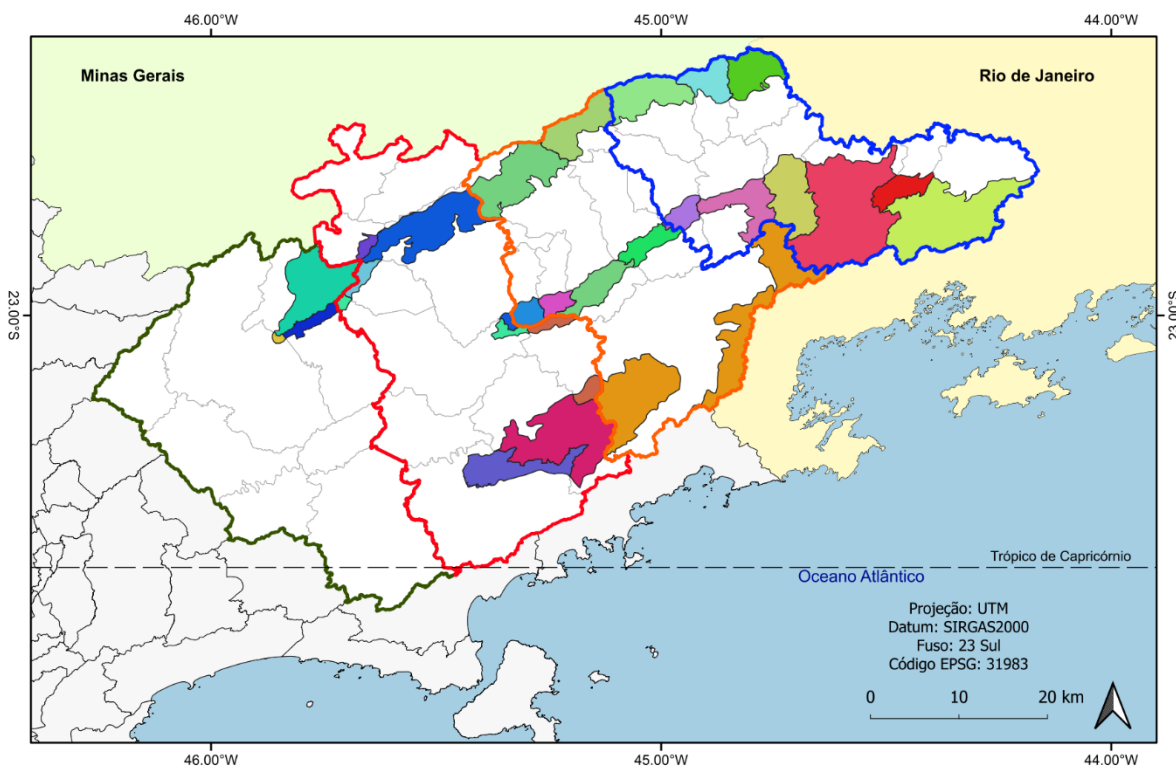 46.00°W 45.00°W 44.00°W
Minas Gerais
Rio de Janeiro
23.00°S
23.00°S
Trópico de Capricórnio
Oceano Atlântico
Projeção: UTM
Datum: SIRGAS2000
Fuso: 23 Sul
Código EPSG: 31983
0 10 20 km
46.00°W 45.00°W 44.00°W